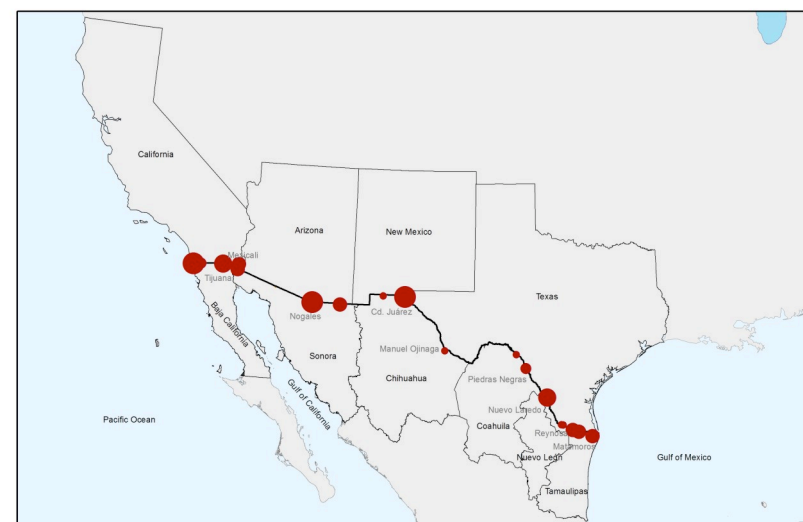 California
Arizona
New Mexico
Mexicali
Tijuana
Texas
Nogales
Cd. Juárez
Baja California
Sonora
Manuel Ojinaga
Chihuahua
Piedras Negras
Gulf of California
Nuevo Laredo
Pacific Ocean
Coahuila
Reynosa
Matamoros
Nuevo León
Gulf of Mexico
Tamaulipas